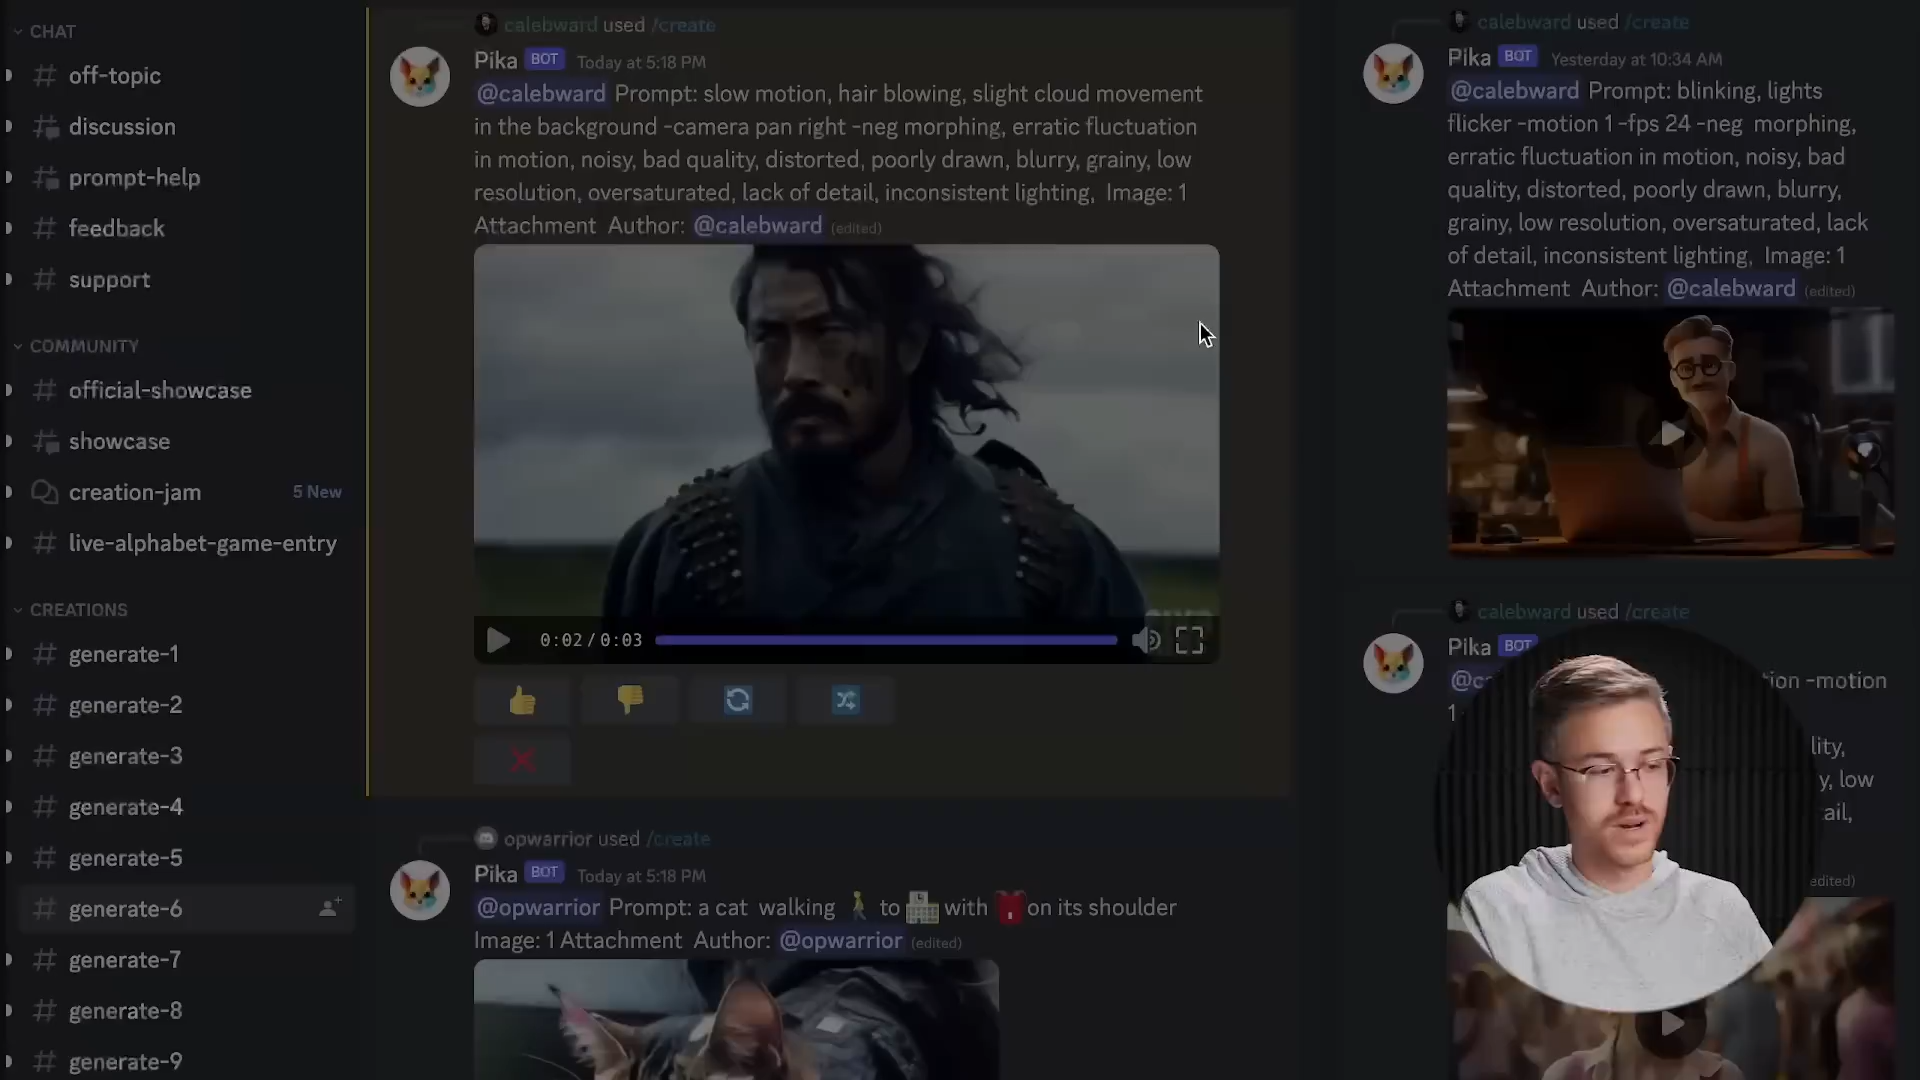 CHAT
off-topic
discussion
prompt-help
feedback
support
COMMUNITY
official-showcase
showcase
creation-jam 5 New
live-alphabet-game-entry
CREATIONS
generate-1
generate-2
generate-3
generate-4
generate-5
generate-6
generate-7
generate-8
generate-9
calebward used /create
Pika BOT Today at 5:18 PM
@calebward Prompt: slow motion, hair blowing, slight cloud movement
in the background -camera pan right -neg morphing, erratic fluctuation
in motion, noisy, bad quality, distorted, poorly drawn, blurry, grainy, low
resolution, oversaturated, lack of detail, inconsistent lighting, Image: 1
Attachment Author: @calebward (edited)
0:02 / 0:03
opwarrior used /create
Pika BOT Today at 5:18 PM
@opwarrior Prompt: a cat walking 🚶 to 🏫 with 🎒 on its shoulder
Image: 1 Attachment Author: @opwarrior (edited)
calebward used /create
Pika BOT Yesterday at 10:34 AM
@calebward Prompt: blinking, lights
flicker -motion 1 -fps 24 -neg morphing,
erratic fluctuation in motion, noisy, bad
quality, distorted, poorly drawn, blurry,
grainy, low resolution, oversaturated, lack
of detail, inconsistent lighting, Image: 1
Attachment Author: @calebward (edited)
calebward used /create
Pika BOT
-motion
1
low
edited)